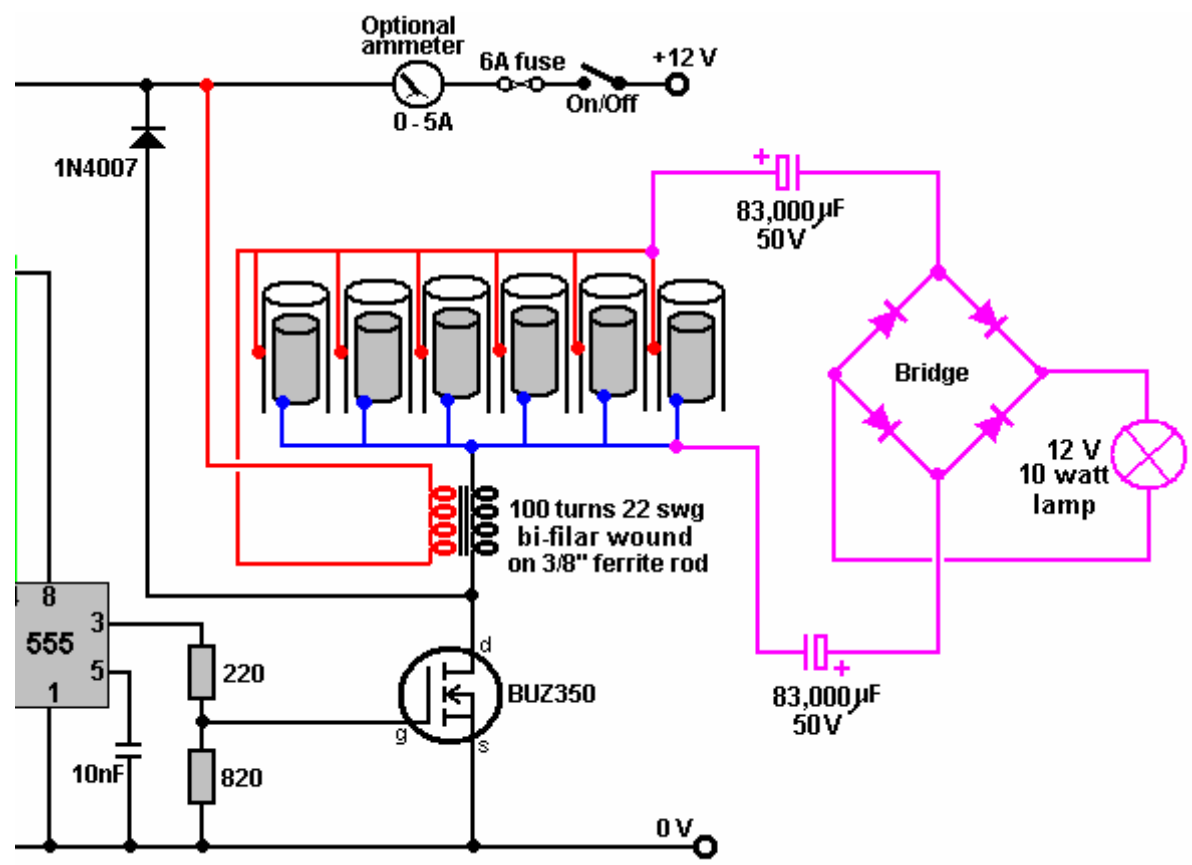 Optional
ammeter
6A fuse
+12 V
On/Off
0 - 5A
1N4007
+
83,000µF
50V
Bridge
12 V
10 watt
lamp
100 turns 22 swg
bi-filar wound
on 3/8" ferrite rod
8
3
555
5
1
220
d
BUZ350
g
s
+
83,000µF
50V
10nF
820
0 V